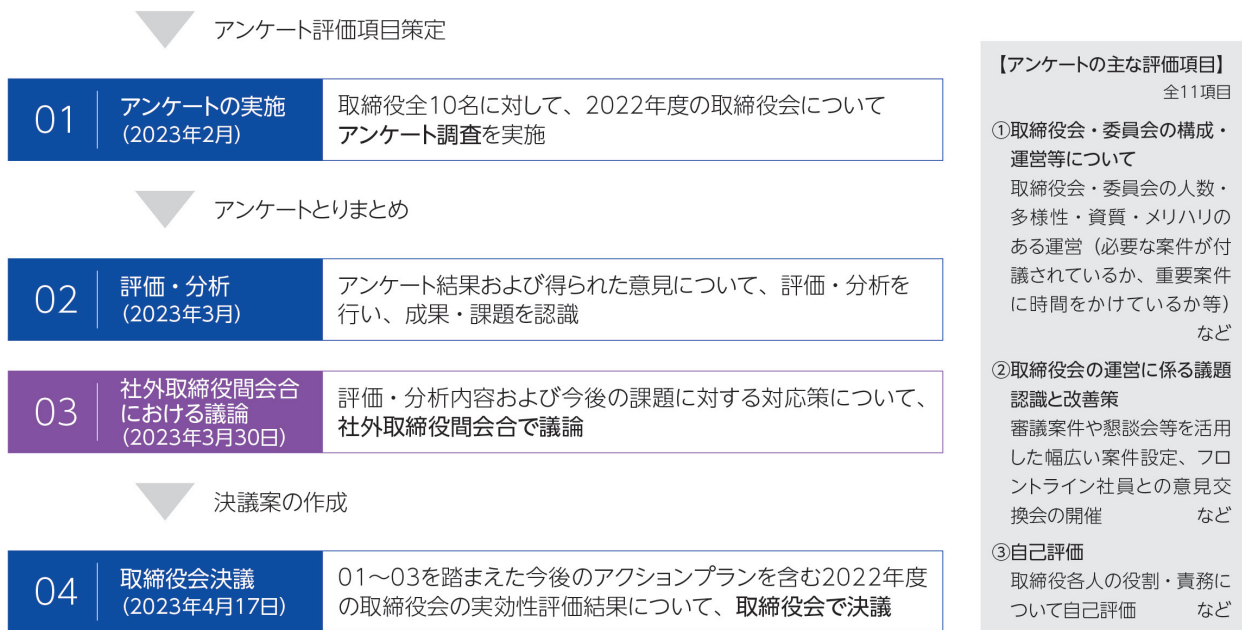 アンケート評価項目策定
01
アンケートの実施
(2023年2月)
取締役全10名に対して、2022年度の取締役会について
アンケート調査を実施
アンケートとりまとめ
02
評価・分析
(2023年3月)
アンケート結果および得られた意見について、評価・分析を
行い、成果・課題を認識
03
社外取締役間会合
における議論
(2023年3月30日)
評価・分析内容および今後の課題に対する対応策について、
社外取締役間会合で議論
決議案の作成
04
取締役会決議
(2023年4月17日)
01〜03を踏まえた今後のアクションプランを含む2022年度
の取締役会の実効性評価結果について、取締役会で決議
【アンケートの主な評価項目】
全11項目
①取締役会・委員会の構成・
運営等について
取締役会・委員会の人数・
多様性・資質・メリハリの
ある運営（必要な案件が付
議されているか、重要案件
に時間をかけているか等）
など
②取締役会の運営に係る議題
認識と改善策
審議案件や懇談会等を活用
した幅広い案件設定、フロ
ントライン社員との意見交
換会の開催 など
③自己評価
取締役各人の役割・責務に
ついて自己評価 など